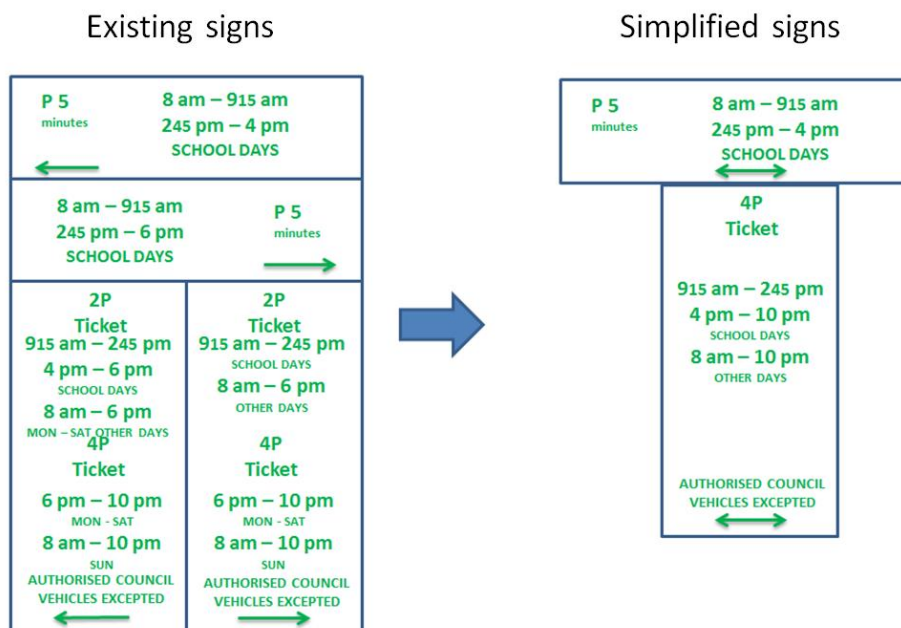 Existing signs
P 5
minutes
8 am – 915 am
245 pm – 4 pm
SCHOOL DAYS
8 am – 915 am
245 pm – 6 pm
SCHOOL DAYS
P 5
minutes
2P
Ticket
915 am – 245 pm
4 pm – 6 pm
SCHOOL DAYS
8 am – 6 pm
MON – SAT OTHER DAYS
4P
Ticket
6 pm – 10 pm
MON - SAT
8 am – 10 pm
SUN
AUTHORISED COUNCIL
VEHICLES EXCEPTED
2P
Ticket
915 am – 245 pm
SCHOOL DAYS
8 am – 6 pm
OTHER DAYS
4P
Ticket
6 pm – 10 pm
MON - SAT
8 am – 10 pm
SUN
AUTHORISED COUNCIL
VEHICLES EXCEPTED
Simplified signs
P 5
minutes
8 am – 915 am
245 pm – 4 pm
SCHOOL DAYS
4P
Ticket
915 am – 245 pm
4 pm – 10 pm
SCHOOL DAYS
8 am – 10 pm
OTHER DAYS
AUTHORISED COUNCIL
VEHICLES EXCEPTED